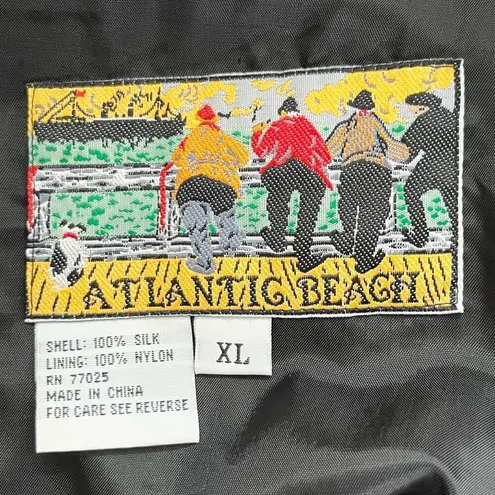 ATLANTIC BEACH
SHELL: 100% SILK
LINING: 100% NYLON
RN 77025
MADE IN CHINA
FOR CARE SEE REVERSE
XL